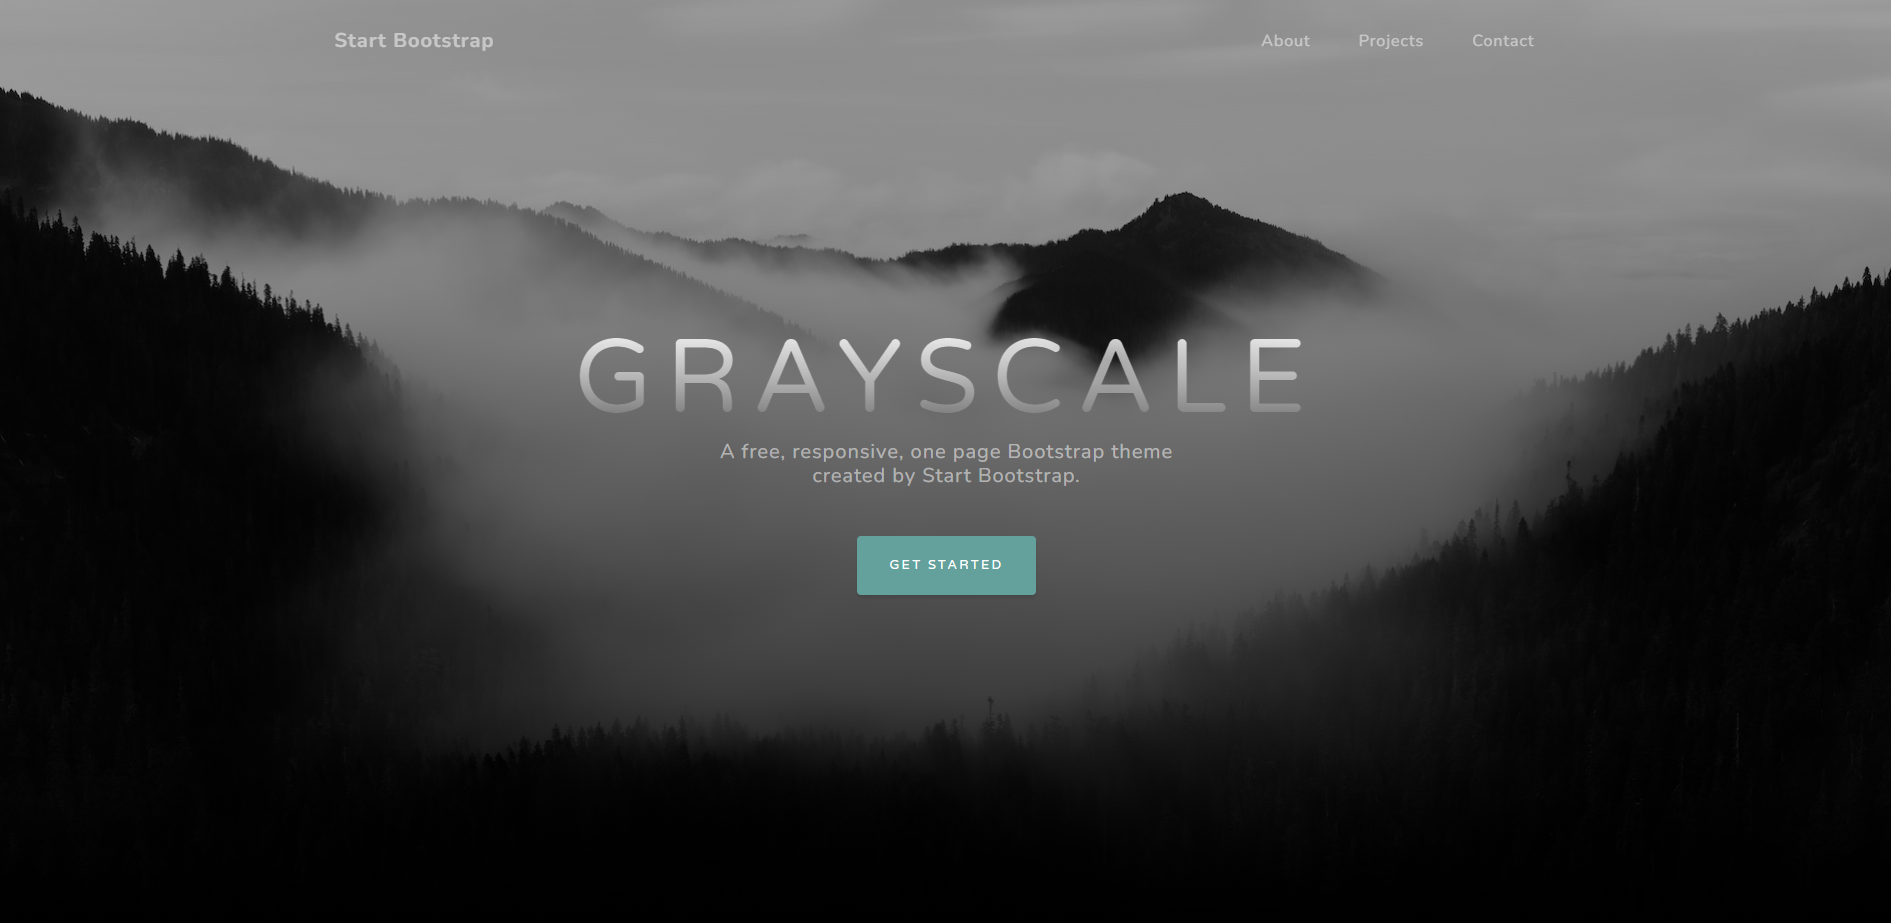 Start Bootstrap
About Projects Contact
GRAYSCALE
A free, responsive, one page Bootstrap theme
created by Start Bootstrap.
GET STARTED